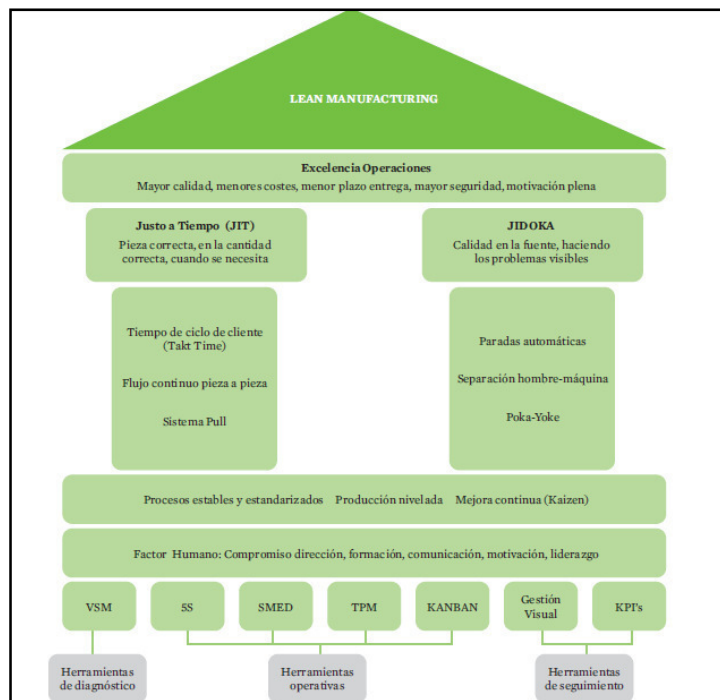 LEAN MANUFACTURING
Excelencia Operaciones
Mayor calidad, menores costes, menor plazo entrega, mayor seguridad, motivación plena
Justo a Tiempo (JIT)
Pieza correcta, en la cantidad
correcta, cuando se necesita
JIDOKA
Calidad en la fuente, haciendo
los problemas visibles
Tiempo de ciclo de cliente
(Takt Time)
Flujo continuo pieza a pieza
Sistema Pull
Paradas automáticas
Separación hombre-máquina
Poka-Yoke
Procesos estables y estandarizados Producción nivelada Mejora continua (Kaizen)
Factor Humano: Compromiso dirección, formación, comunicación, motivación, liderazgo
VSM
5S
SMED
TPM
KANBAN
Gestión
Visual
KPI's
Herramientas
de diagnóstico
Herramientas
operativas
Herramientas
de seguimiento